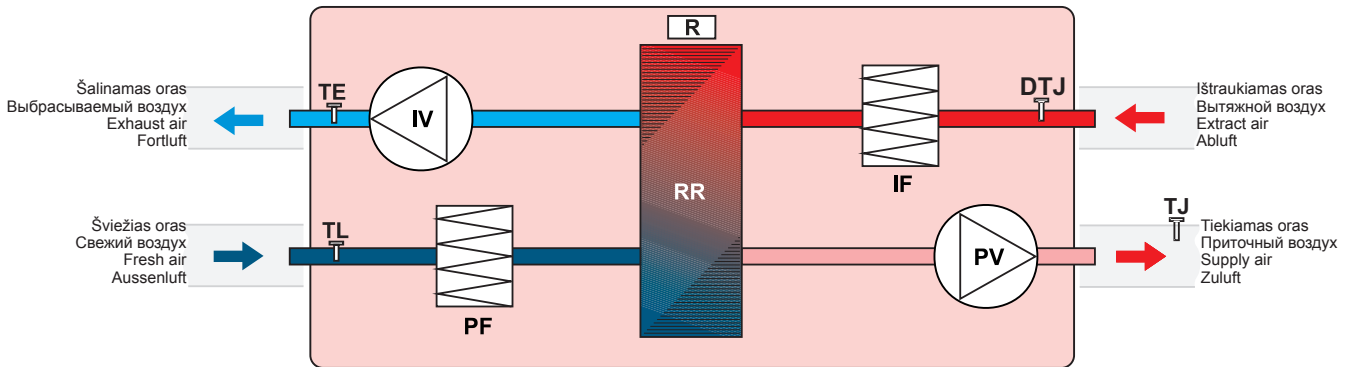 R
Šalinamas oras
Выбрасываемый воздух
Exhaust air
Fortluft
TE
IV
DTJ
IF
Ištraukiamas oras
Вытяжной воздух
Extract air
Abluft
RR
Šviežias oras
Свежий воздух
Fresh air
Aussenluft
TL
PF
PV
TJ
Tiekiamas oras
Приточный воздух
Supply air
Zuluft